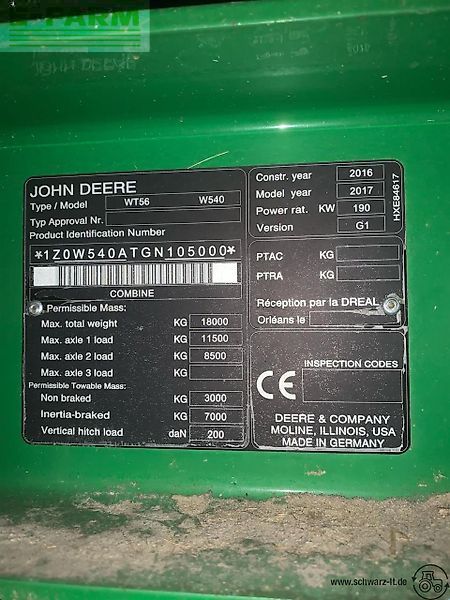 FARM
JOHN DEERE
Type / Model WT56 W540
Typ Approval Nr.
Product Identification Number
*1Z0W540ATGN105000*
COMBINE
Permissible Mass:
Max. total weight KG 18000
Max. axle 1 load KG 11500
Max. axle 2 load KG 8500
Max. axle 3 load KG
Permissible Towable Mass:
Non braked KG 3000
Inertia-braked KG 7000
Vertical hitch load daN 200
Constr. year 2016
Model year 2017
Power rat. KW 190
Version G1
HXE84617
PTAC KG
PTRA KG
Réception par la DREAL
Orléans le
INSPECTION CODES
CE
DEERE & COMPANY
MOLINE, ILLINOIS, USA
MADE IN GERMANY
www.schwarz-lt.de